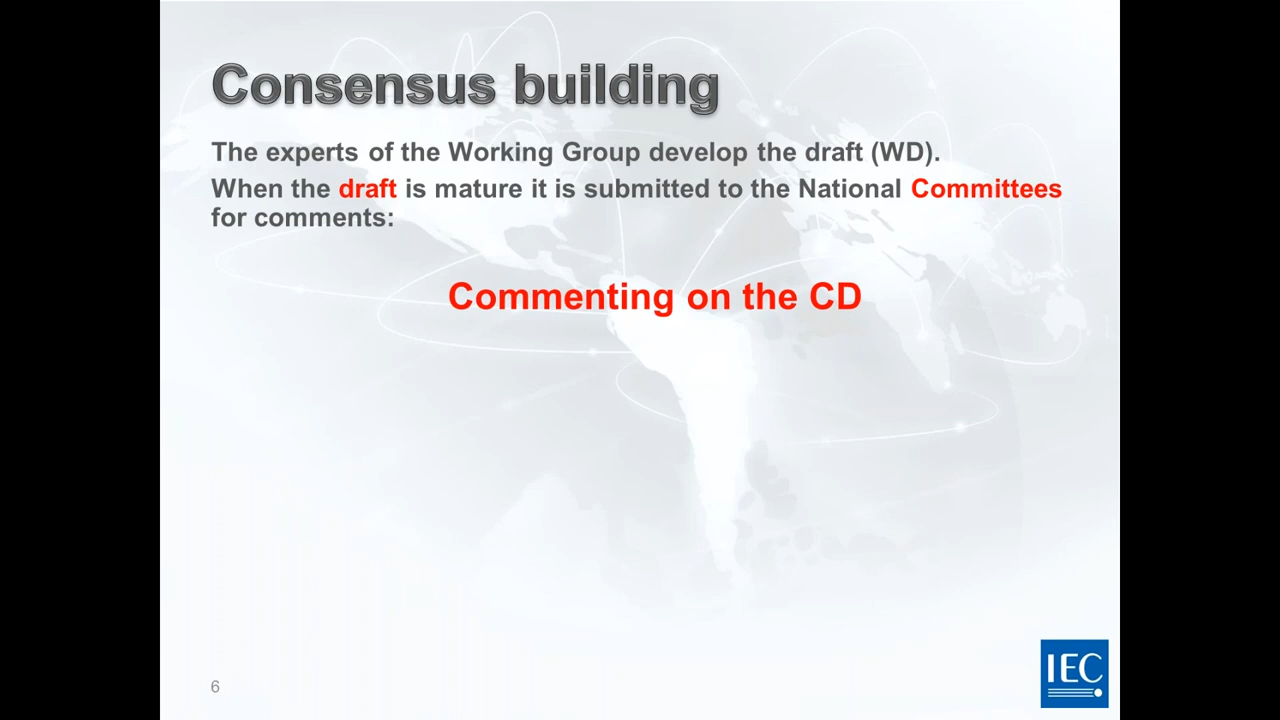 Consensus building
The experts of the Working Group develop the draft (WD).
When the draft is mature it is submitted to the National Committees
for comments:
Commenting on the CD
6
IEC